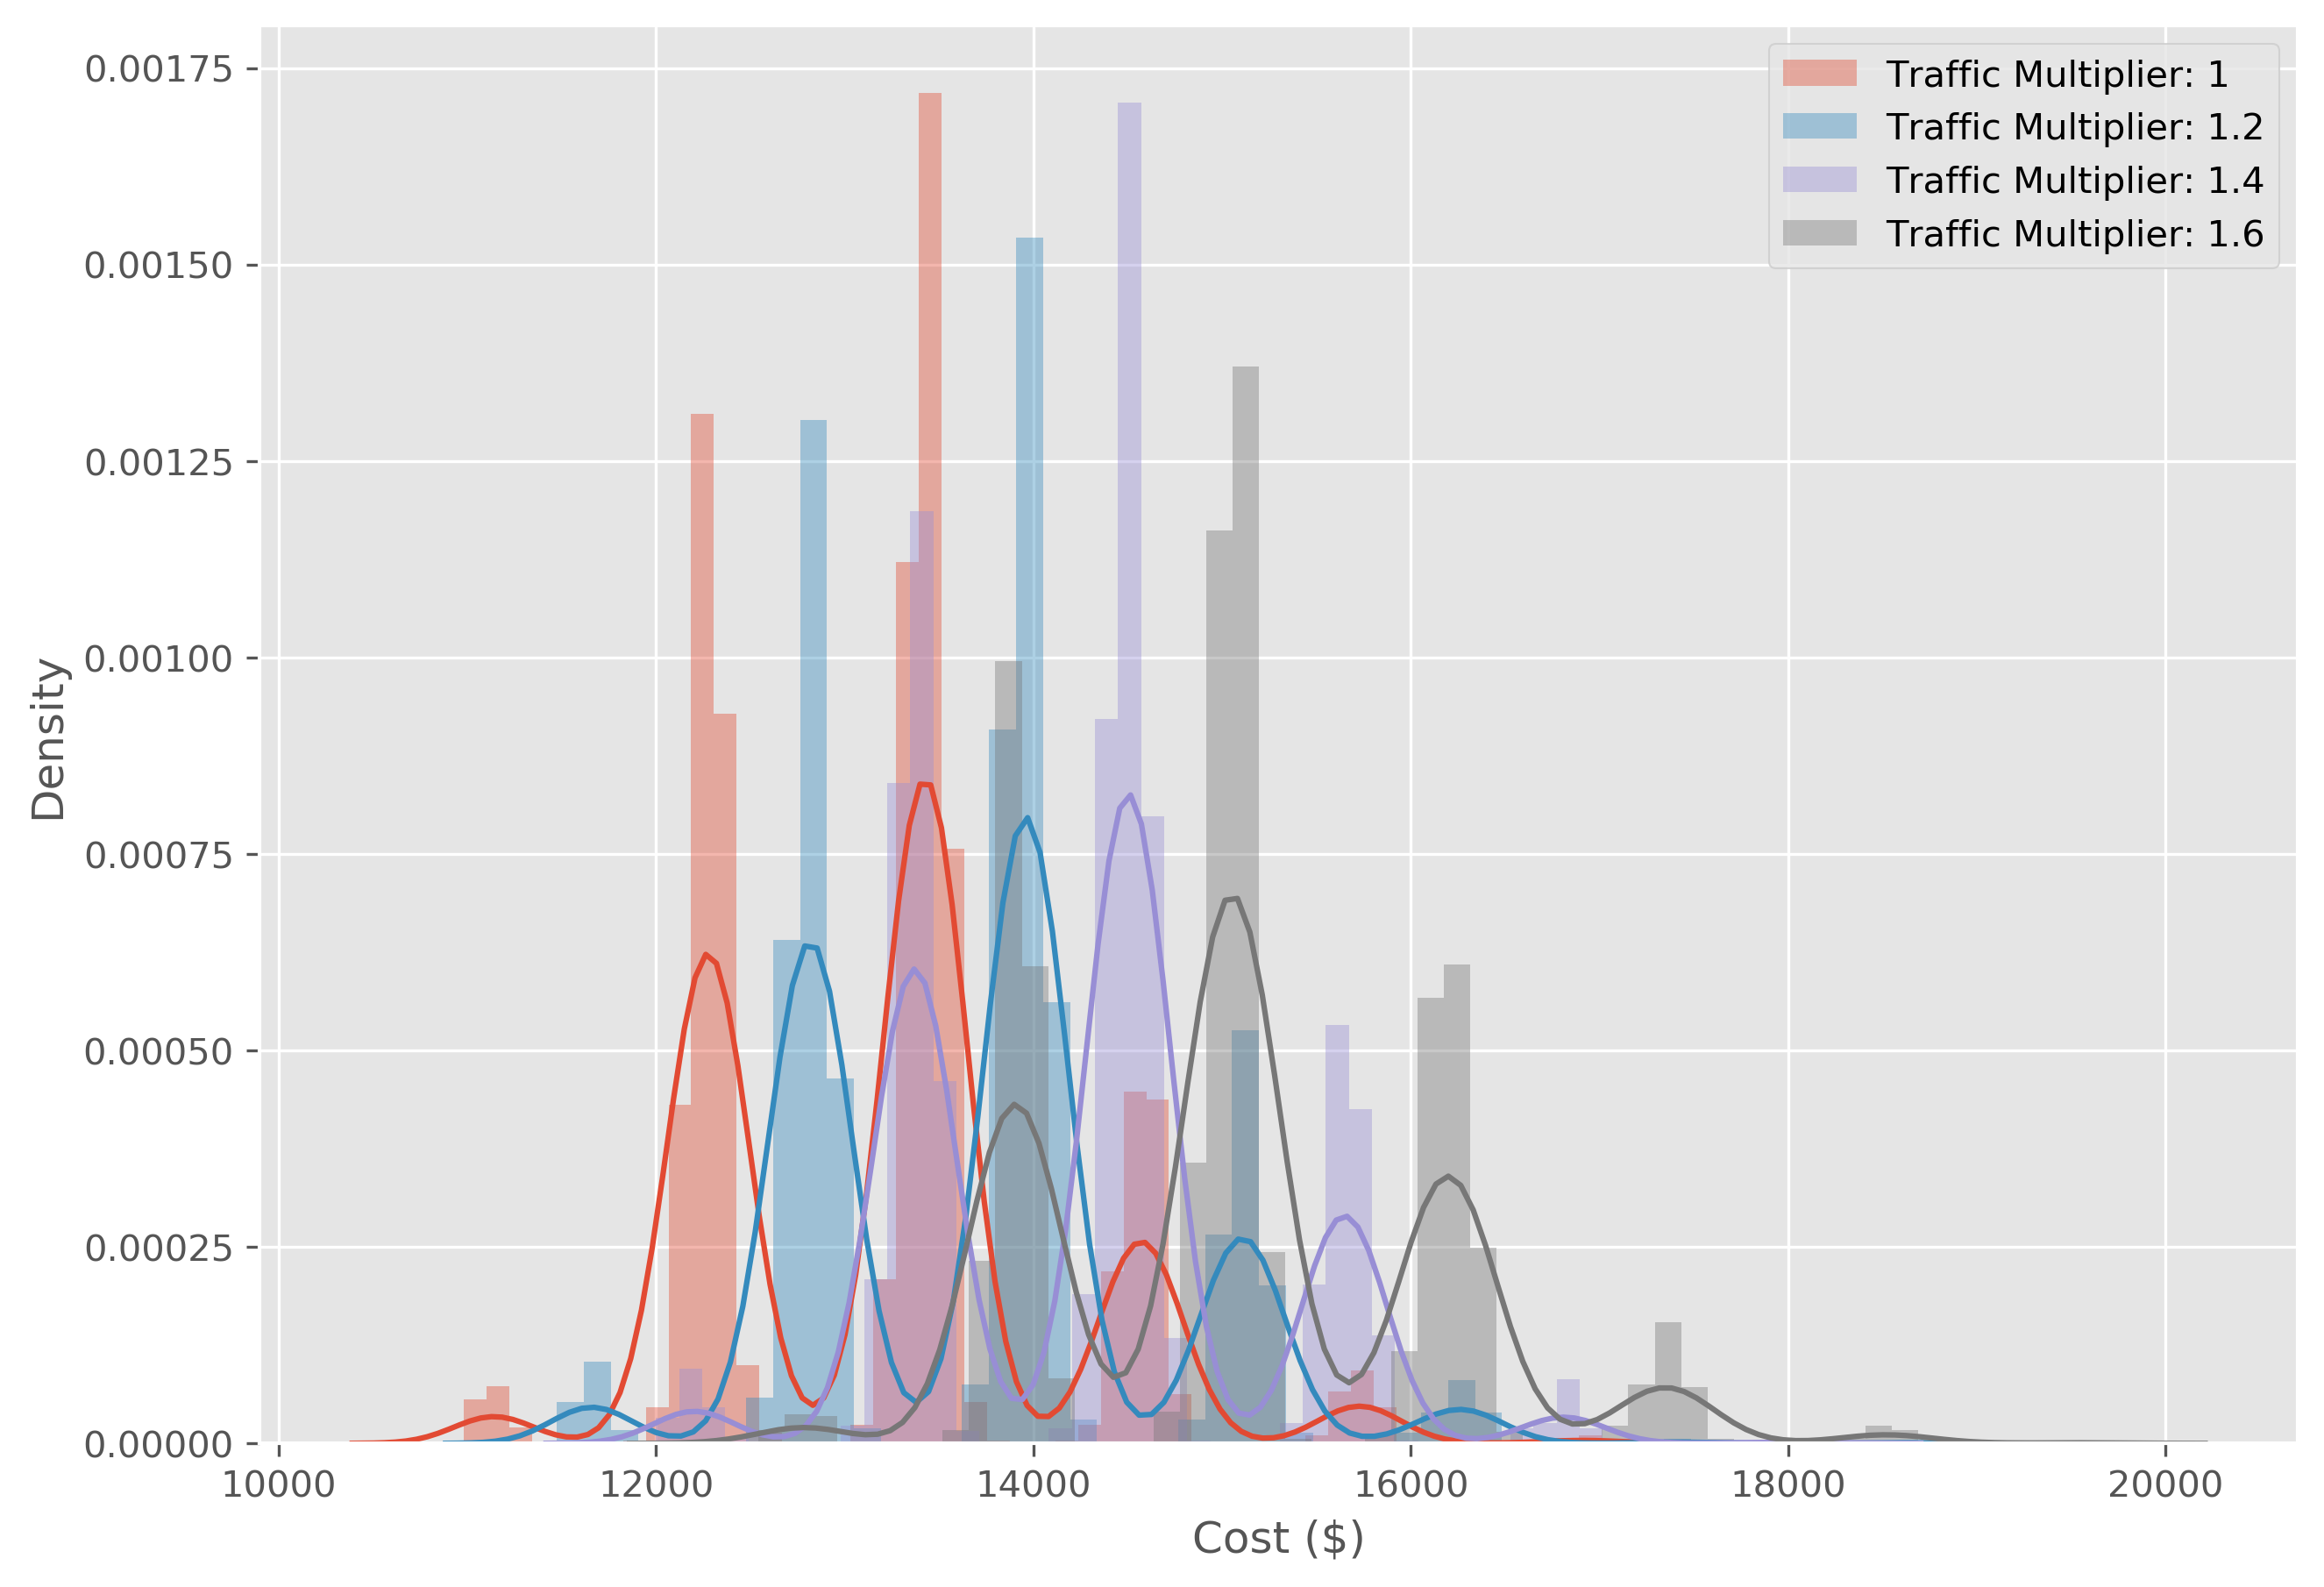 Traffic Multiplier: 1
Traffic Multiplier: 1.2
Traffic Multiplier: 1.4
Traffic Multiplier: 1.6
0.00175
0.00150
0.00125
0.00100
0.00075
0.00050
0.00025
0.00000
Density
10000 12000 14000 16000 18000 20000
Cost ($)